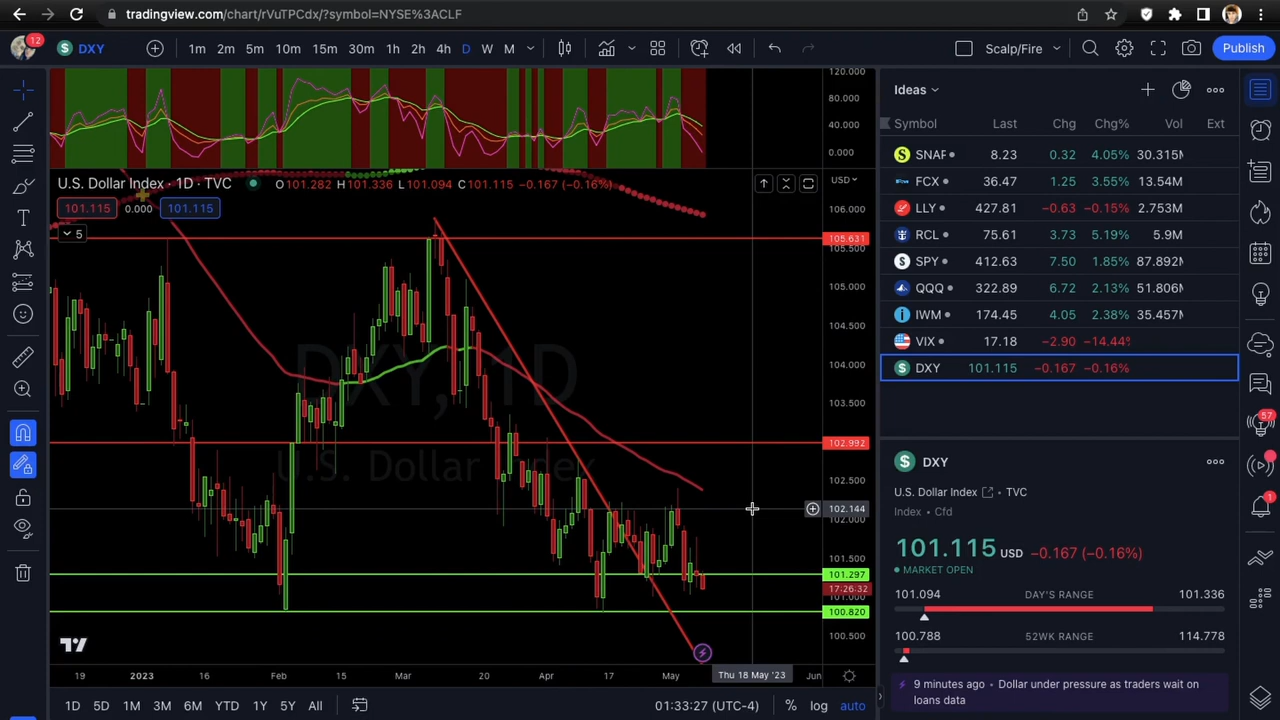 tradingview.com/chart/rVuTPCdx/?symbol=NYSE%3ACLF
12
DXY
1m 2m 5m 10m 15m 30m 1h 2h 4h D W M
Scalp/Fire
Publish
120.000
80.000
40.000
0.000
U.S. Dollar Index · 1D · TVC O101.282 H101.336 L101.094 C101.115 −0.167 (−0.16%)
101.115 0.000 101.115
5
USD
106.000
105.631
105.500
105.000
104.500
104.000
103.500
102.992
102.500
102.144
102.000
101.500
101.297
17:26:32
101.000
100.820
100.500
DXY, 1D
U.S. Dollar Index
19 2023 16 Feb 15 Mar 20 Apr 17 May Thu 18 May '23 Jun
1D 5D 1M 3M 6M YTD 1Y 5Y All
01:33:27 (UTC-4) % log auto
Ideas
Symbol Last Chg Chg% Vol Ext
SNAP 8.23 0.32 4.05% 30.315M
FCX 36.47 1.25 3.55% 13.54M
LLY 427.81 −0.63 −0.15% 2.753M
RCL 75.61 3.73 5.19% 9.93M
SPY 412.63 7.50 1.85% 87.892M
QQQ 322.89 6.72 2.13% 51.806M
IWM 174.45 4.05 2.38% 35.457M
VIX 17.18 −2.90 −14.44%
DXY 101.115 −0.167 −0.16%
DXY
U.S. Dollar Index • TVC
Index • Cfd
101.115 USD −0.167 (−0.16%)
MARKET OPEN
101.094 DAY'S RANGE 101.336
100.788 52WK RANGE 114.778
9 minutes ago • Dollar under pressure as traders wait on loans data
57
1